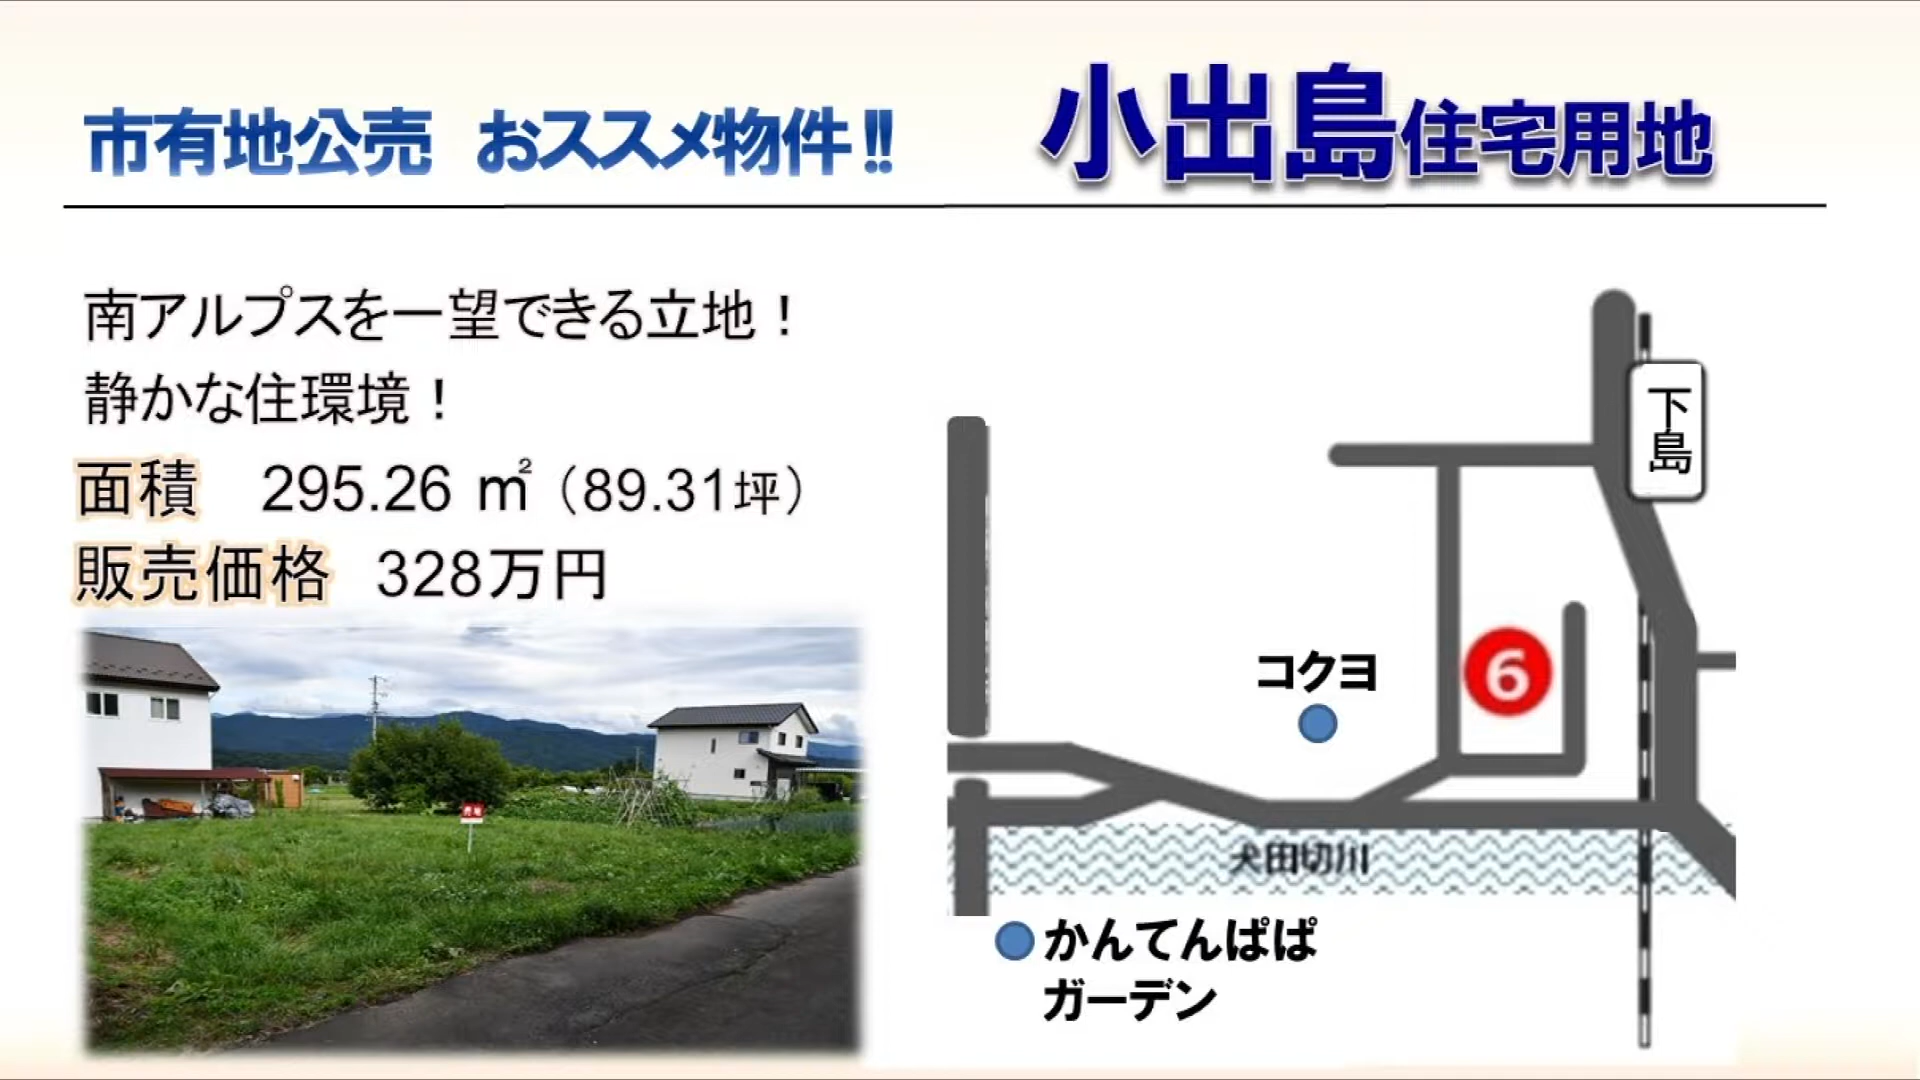 市有地公売　おススメ物件!!
小出島住宅用地
南アルプスを一望できる立地！
静かな住環境！
面積　295.26 ㎡（89.31坪）
販売価格　328万円
売地
下島
コクヨ
6
犬田切川
かんてんぱぱ
ガーデン